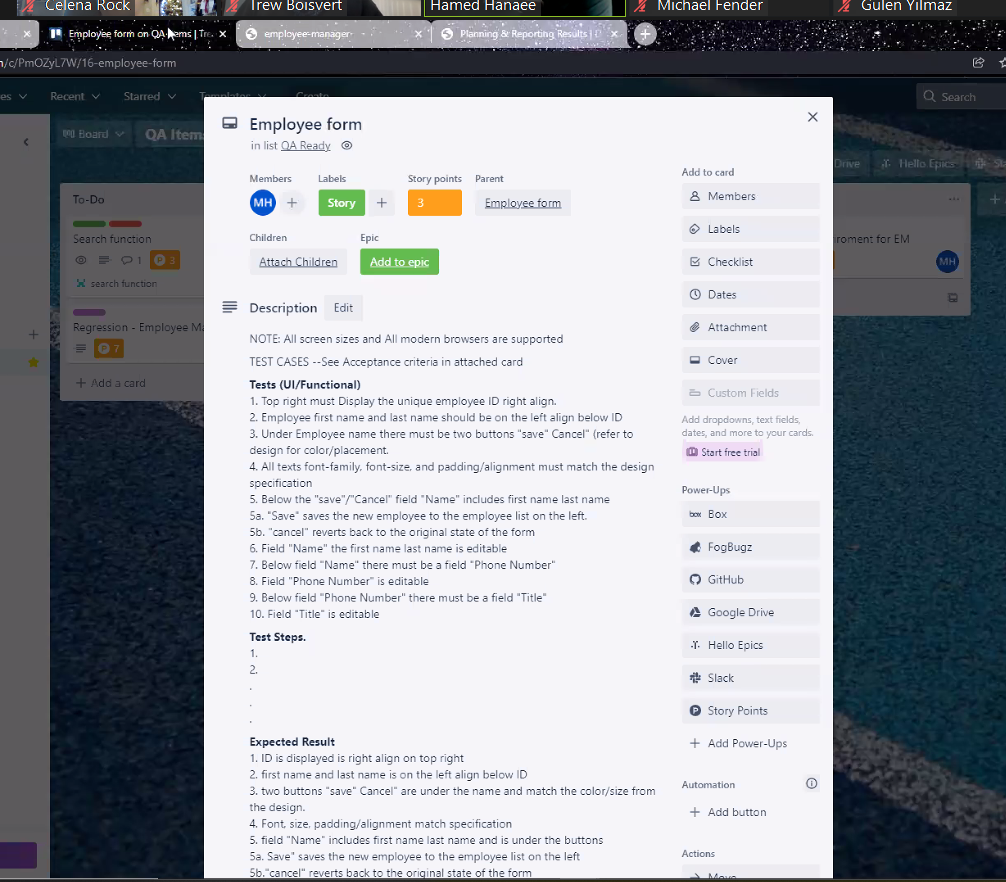 Celena Rock
Trew Boisvert
Hamed Hanaee
Michael Fender
Gulen Yilmaz
Employee form on QA Items | Tre
employee-manager
Planning & Reporting Results | D
n/c/PmOZyL7W/16-employee-form
es
Recent
Starred
Templates
Create
Search
Board
QA Items
Drive
Hello Epics
To-Do
Search function
1
3
search function
Regression - Employee Ma
7
+ Add a card
ironment for EM
MH
Employee form
in list QA Ready
Members
Labels
Story points
Parent
MH
+
Story
+
3
Employee form
Children
Epic
Attach Children
Add to epic
Description
Edit
NOTE: All screen sizes and All modern browsers are supported
TEST CASES --See Acceptance criteria in attached card
Tests (UI/Functional)
1. Top right must Display the unique employee ID right align.
2. Employee first name and last name should be on the left align below ID
3. Under Employee name there must be two buttons "save" Cancel" (refer to
design for color/placement.
4. All texts font-family, font-size, and padding/alignment must match the design
specification
5. Below the "save"/"Cancel" field "Name" includes first name last name
5a. "Save" saves the new employee to the employee list on the left.
5b. "cancel" reverts back to the original state of the form
6. Field "Name" the first name last name is editable
7. Below field "Name" there must be a field "Phone Number"
8. Field "Phone Number" is editable
9. Below field "Phone Number" there must be a field "Title"
10. Field "Title" is editable
Test Steps.
1.
2.
.
.
.
Expected Result
1. ID is displayed is right align on top right
2. first name and last name is on the left align below ID
3. two buttons "save" Cancel" are under the name and match the color/size from
the design.
4. Font, size, padding/alignment match specification
5. field "Name" includes first name last name and is under the buttons
5a. Save" saves the new employee to the employee list on the left
5b."cancel" reverts back to the original state of the form
Add to card
Members
Labels
Checklist
Dates
Attachment
Cover
Custom Fields
Add dropdowns, text fields,
dates, and more to your cards.
Start free trial
Power-Ups
box Box
FogBugz
GitHub
Google Drive
Hello Epics
Slack
Story Points
+ Add Power-Ups
Automation
+ Add button
Actions
Move